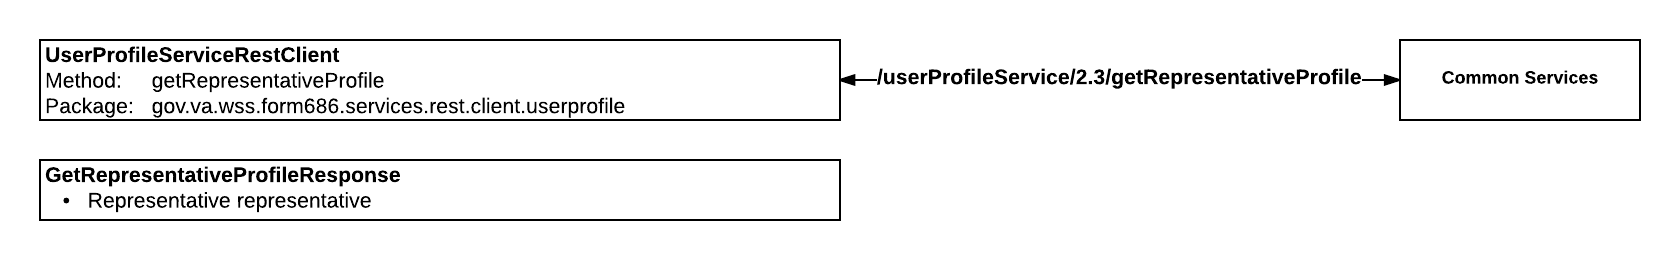 UserProfileServiceRestClient
Method: getRepresentativeProfile
Package: gov.va.wss.form686.services.rest.client.userprofile
/userProfileService/2.3/getRepresentativeProfile
Common Services
GetRepresentativeProfileResponse
• Representative representative